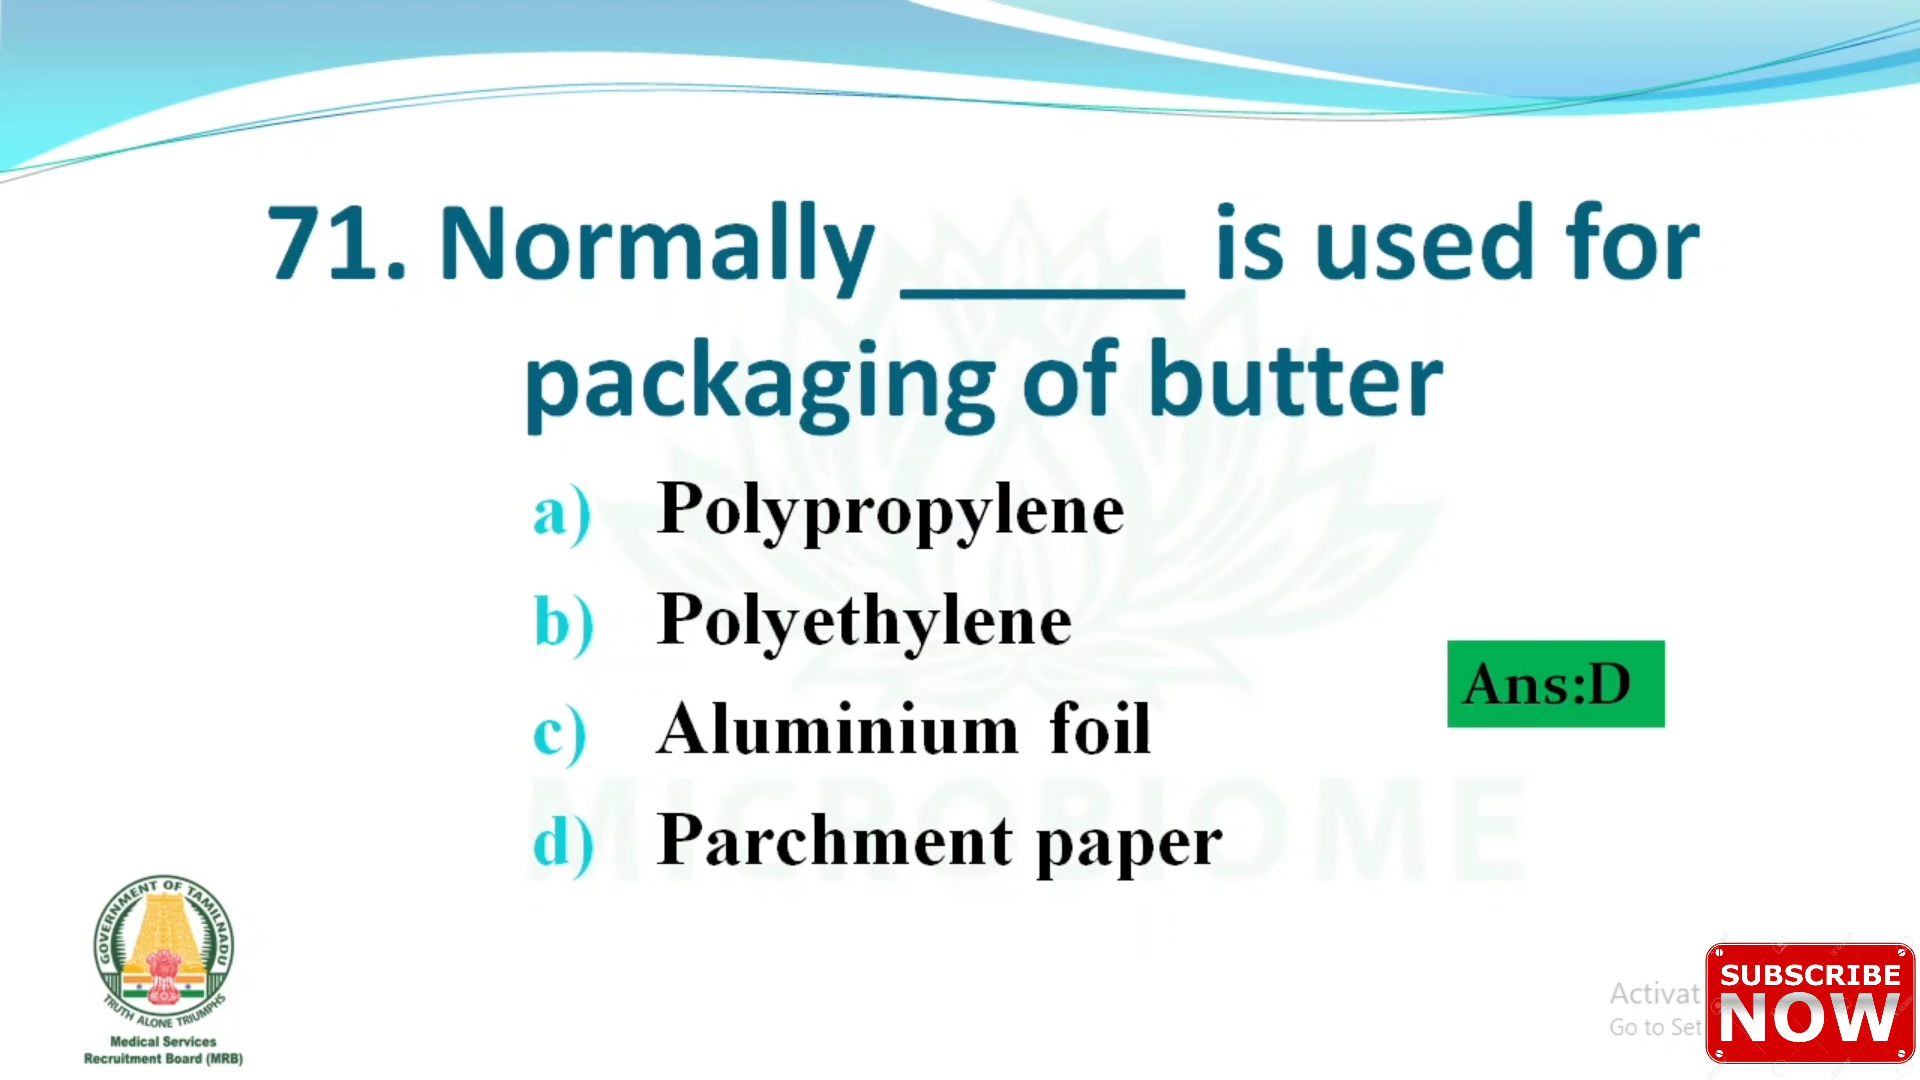 71. Normally ______ is used for
packaging of butter
a) Polypropylene
b) Polyethylene
c) Aluminium foil
d) Parchment paper
Ans:D
MICROBIOME
GOVERNMENT OF TAMILNADU
TRUTH ALONE TRIUMPHS
Medical Services
Recruitment Board (MRB)
Activat
Go to Set
SUBSCRIBE
NOW